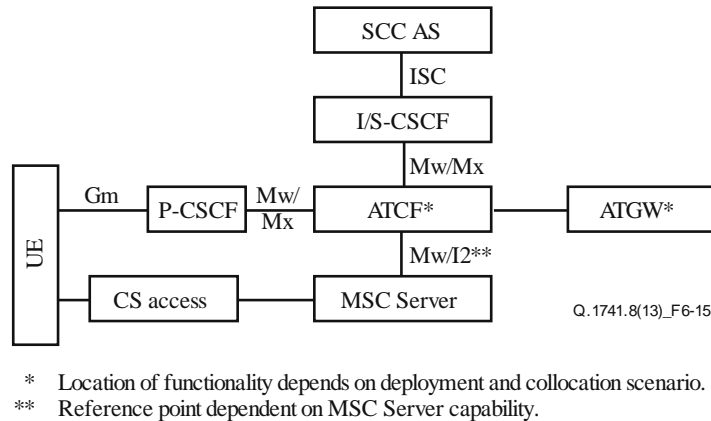 SCC AS
ISC
I/S-CSCF
Mw/Mx
Gm
P-CSCF
Mw/
Mx
ATCF*
ATGW*
UE
Mw/I2**
CS access
MSC Server
Q.1741.8(13)_F6-15
* Location of functionality depends on deployment and collocation scenario.
** Reference point dependent on MSC Server capability.